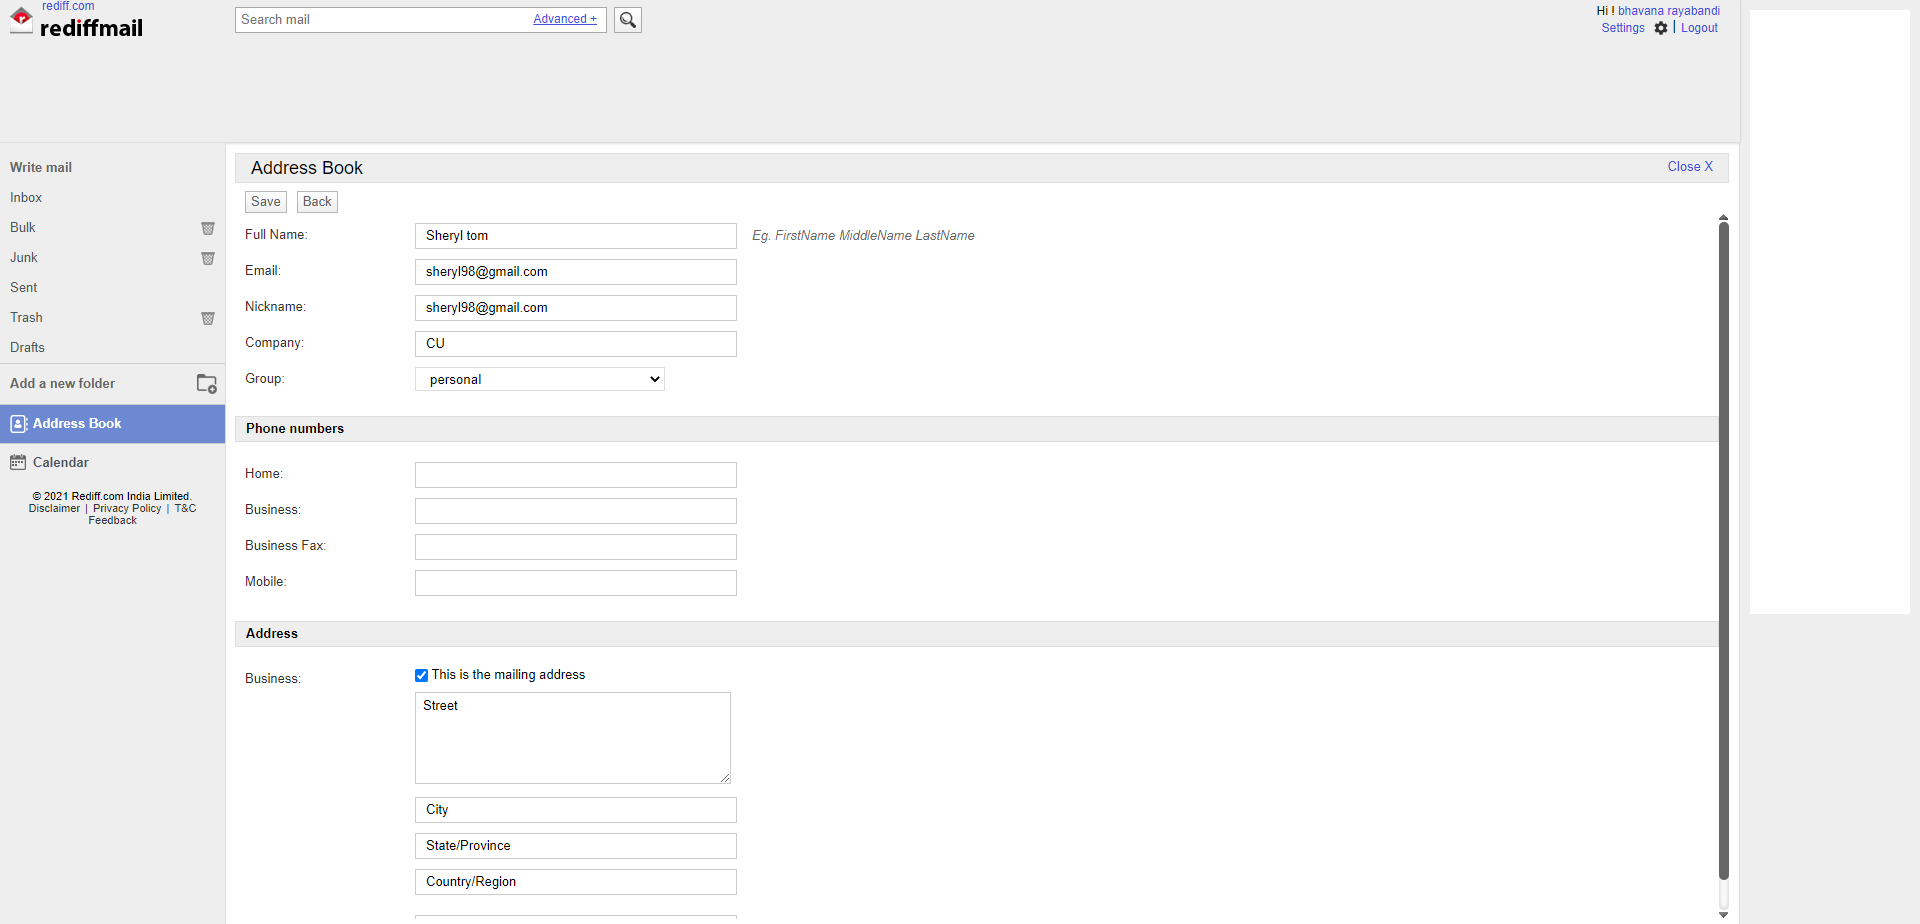 rediff.com
rediffmail
Search mail Advanced +
Hi ! bhavana rayabandi
Settings | Logout
Write mail
Inbox
Bulk
Junk
Sent
Trash
Drafts
Add a new folder
Address Book
Calendar
© 2021 Rediff.com India Limited.
Disclaimer | Privacy Policy | T&C
Feedback
Address Book Close X
Save Back
Full Name: Sheryl tom Eg. FirstName MiddleName LastName
Email: sheryl98@gmail.com
Nickname: sheryl98@gmail.com
Company: CU
Group: personal
Phone numbers
Home:
Business:
Business Fax:
Mobile:
Address
Business: This is the mailing address
Street
City
State/Province
Country/Region